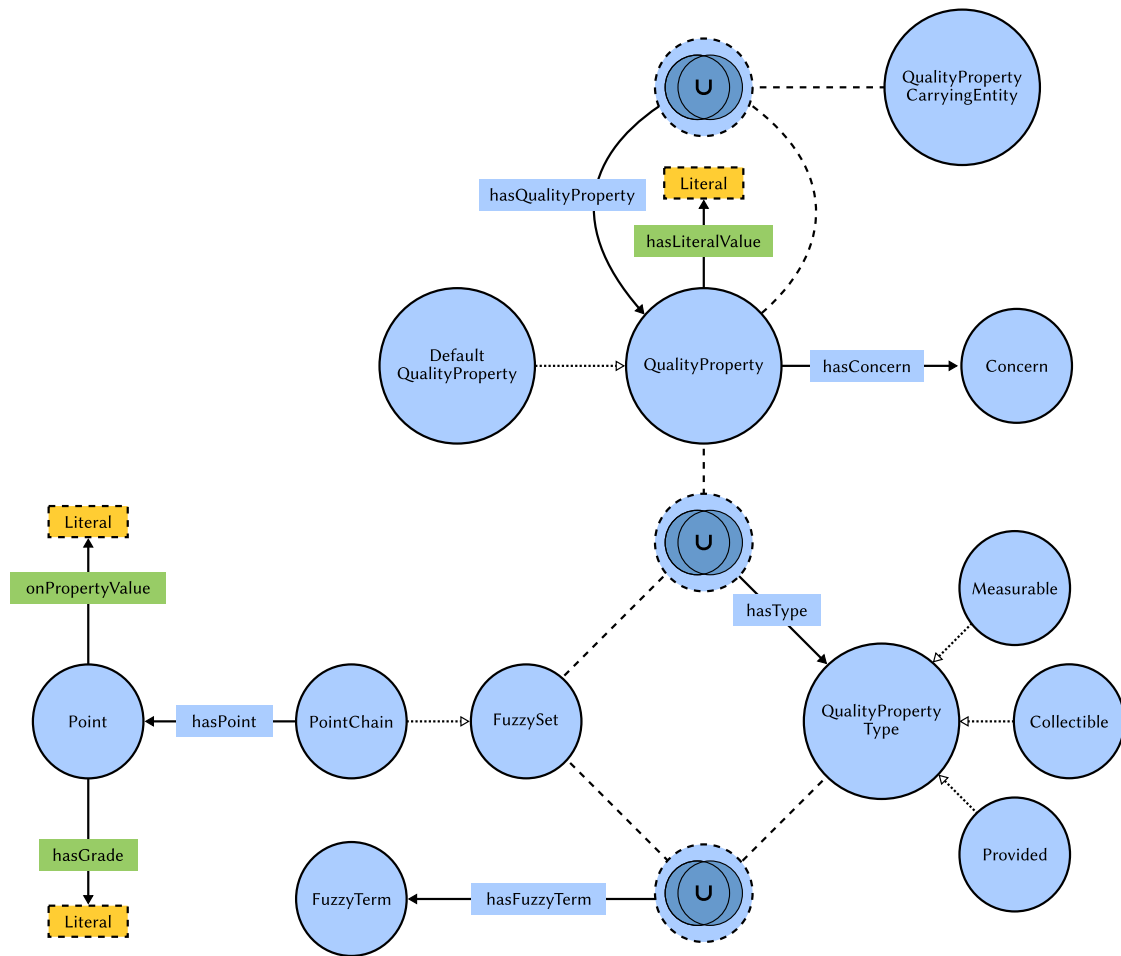 ∪
QualityProperty
CarryingEntity
Literal
hasQualityProperty
hasLiteralValue
Default
QualityProperty
QualityProperty
hasConcern
Concern
Literal
∪
onPropertyValue
Measurable
hasType
Point
hasPoint
PointChain
FuzzySet
QualityProperty
Type
Collectible
hasGrade
Provided
Literal
FuzzyTerm
hasFuzzyTerm
∪